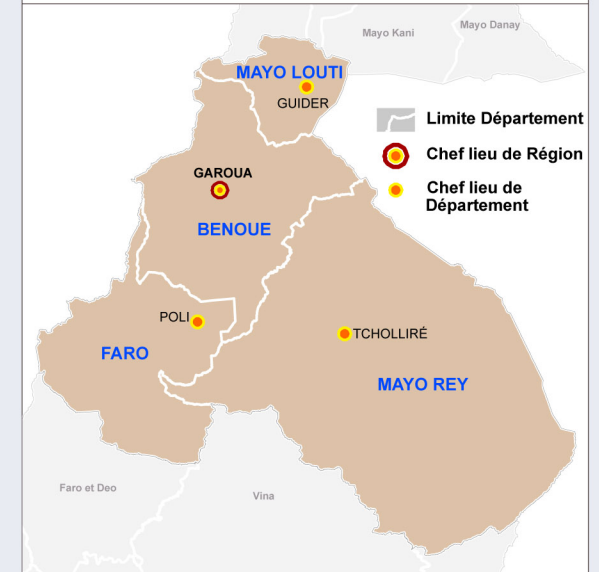 Mayo Danay
Mayo Kani
MAYO LOUTI
GUIDER
Limite Département
Chef lieu de Région
Chef lieu de
Département
GAROUA
BENOUE
POLI
TCHOLLIRÉ
FARO
MAYO REY
Faro et Deo
Vina